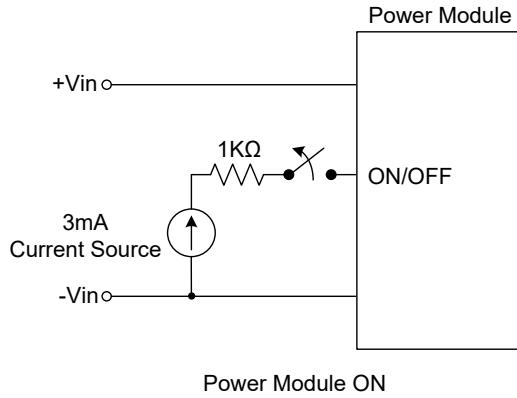 Power Module
+Vin
1KΩ
ON/OFF
3mA
Current Source
-Vin
Power Module ON